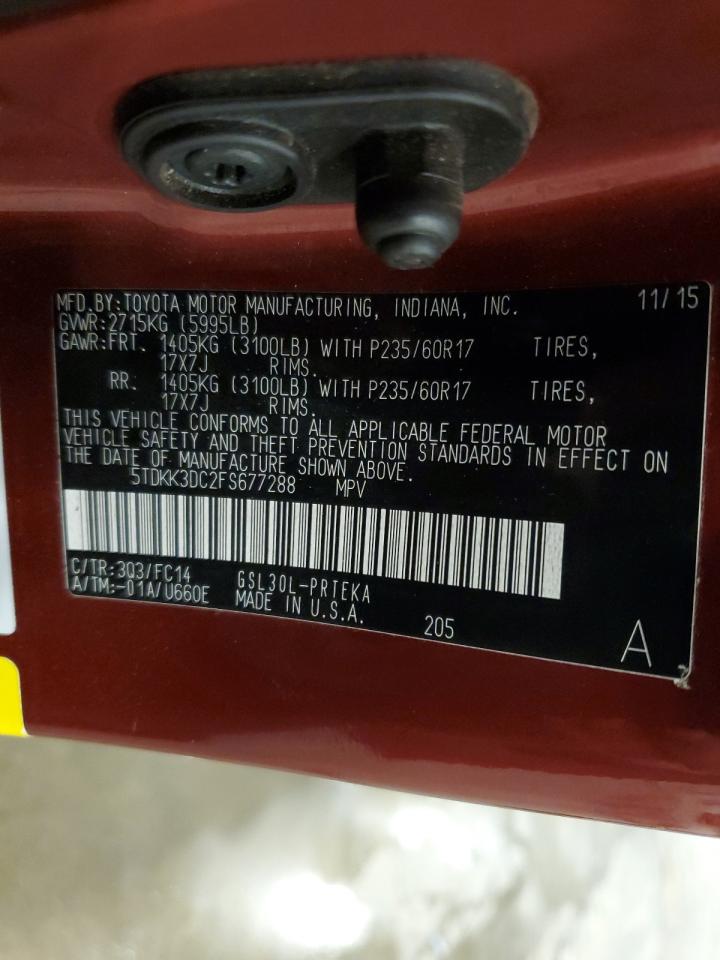 MFD.BY:TOYOTA MOTOR MANUFACTURING, INDIANA, INC. 11/15
GVWR:2715KG (5995LB)
GAWR:FRT. 1405KG (3100LB) WITH P235/60R17 TIRES,
17X7J RIMS.
RR. 1405KG (3100LB) WITH P235/60R17 TIRES,
17X7J RIMS.
THIS VEHICLE CONFORMS TO ALL APPLICABLE FEDERAL MOTOR
VEHICLE SAFETY AND THEFT PREVENTION STANDARDS IN EFFECT ON
THE DATE OF MANUFACTURE SHOWN ABOVE.
5TDKK3DC2FS677288 MPV
C/TR:3Q3/FC14 GSL30L-PRTEKA
A/TM:-01A/U660E MADE IN U.S.A. 205 A